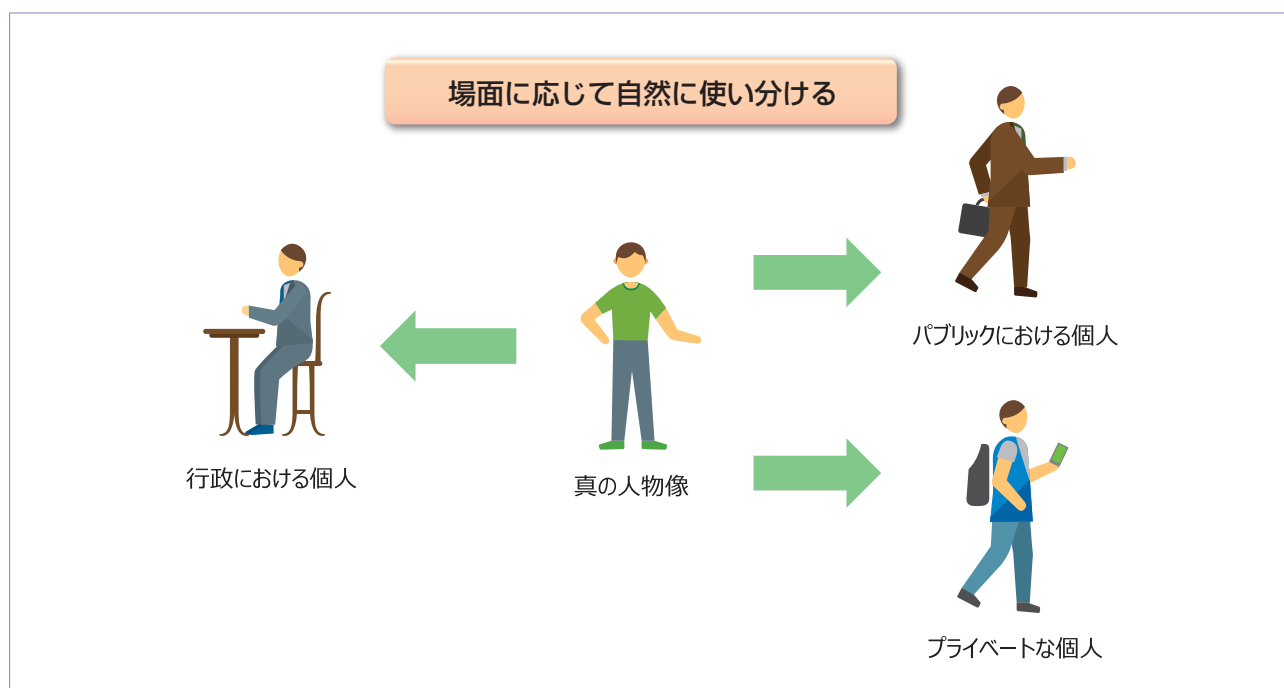 場面に応じて自然に使い分ける
パブリックにおける個人
行政における個人
真の人物像
プライベートな個人